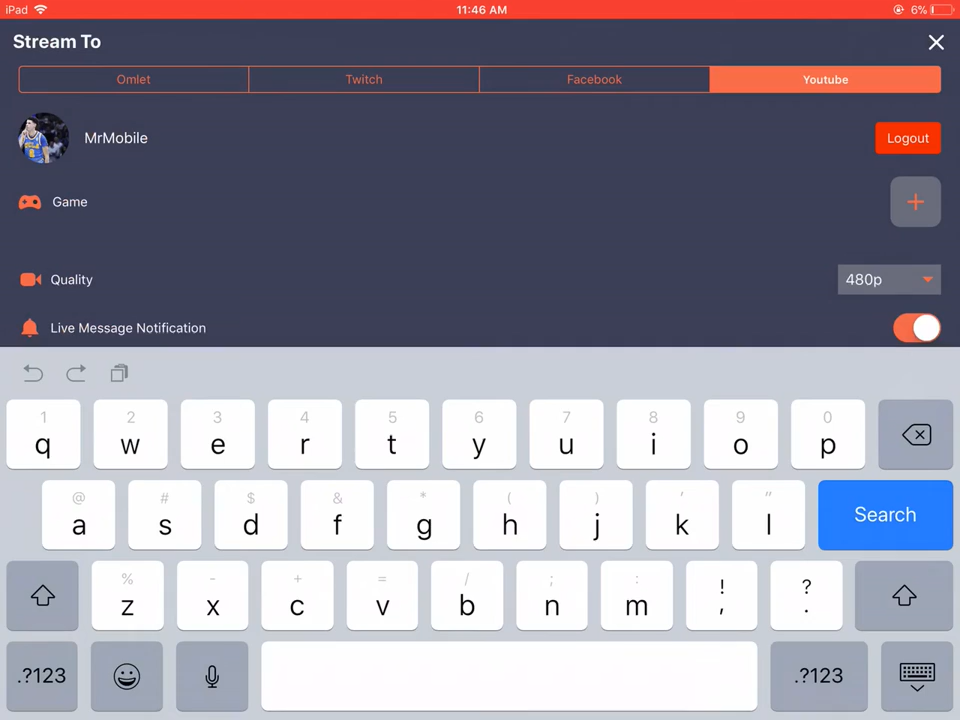 iPad 11:46 AM 6%
Stream To
Omlet Twitch Facebook Youtube
MrMobile Logout
Game
Quality 480p
Live Message Notification
1 2 3 4 5 6 7 8 9 0
q w e r t y u i o p
@ # $ & * ( ) ' "
a s d f g h j k l Search
% - + = / ; : ! ?
z x c v b n m , .
.?123 .?123